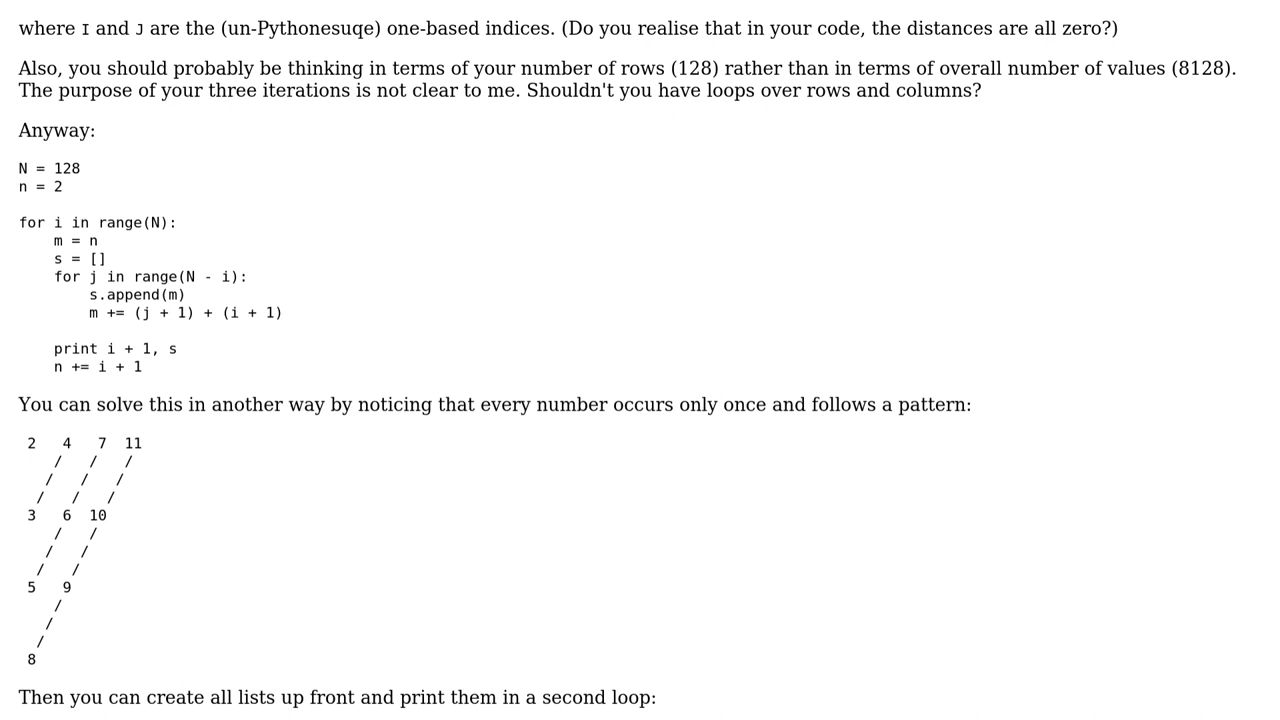 where I and J are the (un-Pythonesuqe) one-based indices. (Do you realise that in your code, the distances are all zero?)
Also, you should probably be thinking in terms of your number of rows (128) rather than in terms of overall number of values (8128).
The purpose of your three iterations is not clear to me. Shouldn't you have loops over rows and columns?
Anyway:
N = 128
n = 2
for i in range(N):
    m = n
    s = []
    for j in range(N - i):
        s.append(m)
        m += (j + 1) + (i + 1)
    print i + 1, s
    n += i + 1
You can solve this in another way by noticing that every number occurs only once and follows a pattern:
 2   4   7  11
    /   /   /
   /   /   /
  /   /   /
 3   6  10
    /   /
   /   /
  /   /
 5   9
    /
   /
  /
 8
Then you can create all lists up front and print them in a second loop: